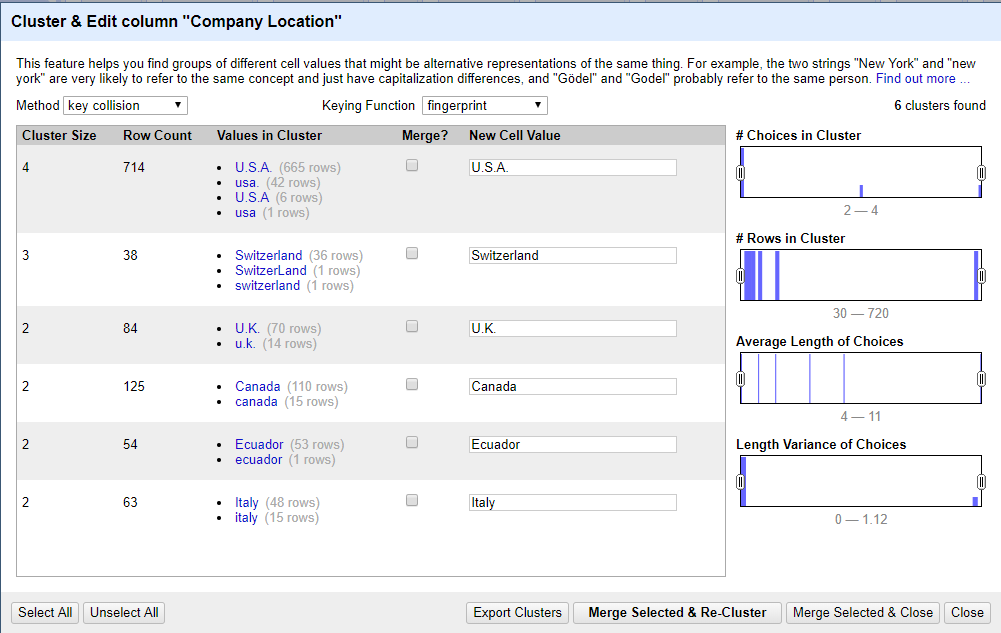 Cluster & Edit column "Company Location"
This feature helps you find groups of different cell values that might be alternative representations of the same thing. For example, the two strings "New York" and "new
york" are very likely to refer to the same concept and just have capitalization differences, and "Gödel" and "Godel" probably refer to the same person. Find out more ...
Method key collision Keying Function fingerprint 6 clusters found
Cluster Size Row Count Values in Cluster Merge? New Cell Value
4 714 • U.S.A. (665 rows) U.S.A.
• usa. (42 rows)
• U.S.A (6 rows)
• usa (1 rows)
3 38 • Switzerland (36 rows) Switzerland
• SwitzerLand (1 rows)
• switzerland (1 rows)
2 84 • U.K. (70 rows) U.K.
• u.k. (14 rows)
2 125 • Canada (110 rows) Canada
• canada (15 rows)
2 54 • Ecuador (53 rows) Ecuador
• ecuador (1 rows)
2 63 • Italy (48 rows) Italy
• italy (15 rows)
# Choices in Cluster
2 — 4
# Rows in Cluster
30 — 720
Average Length of Choices
4 — 11
Length Variance of Choices
0 — 1.12
Select All Unselect All Export Clusters Merge Selected & Re-Cluster Merge Selected & Close Close